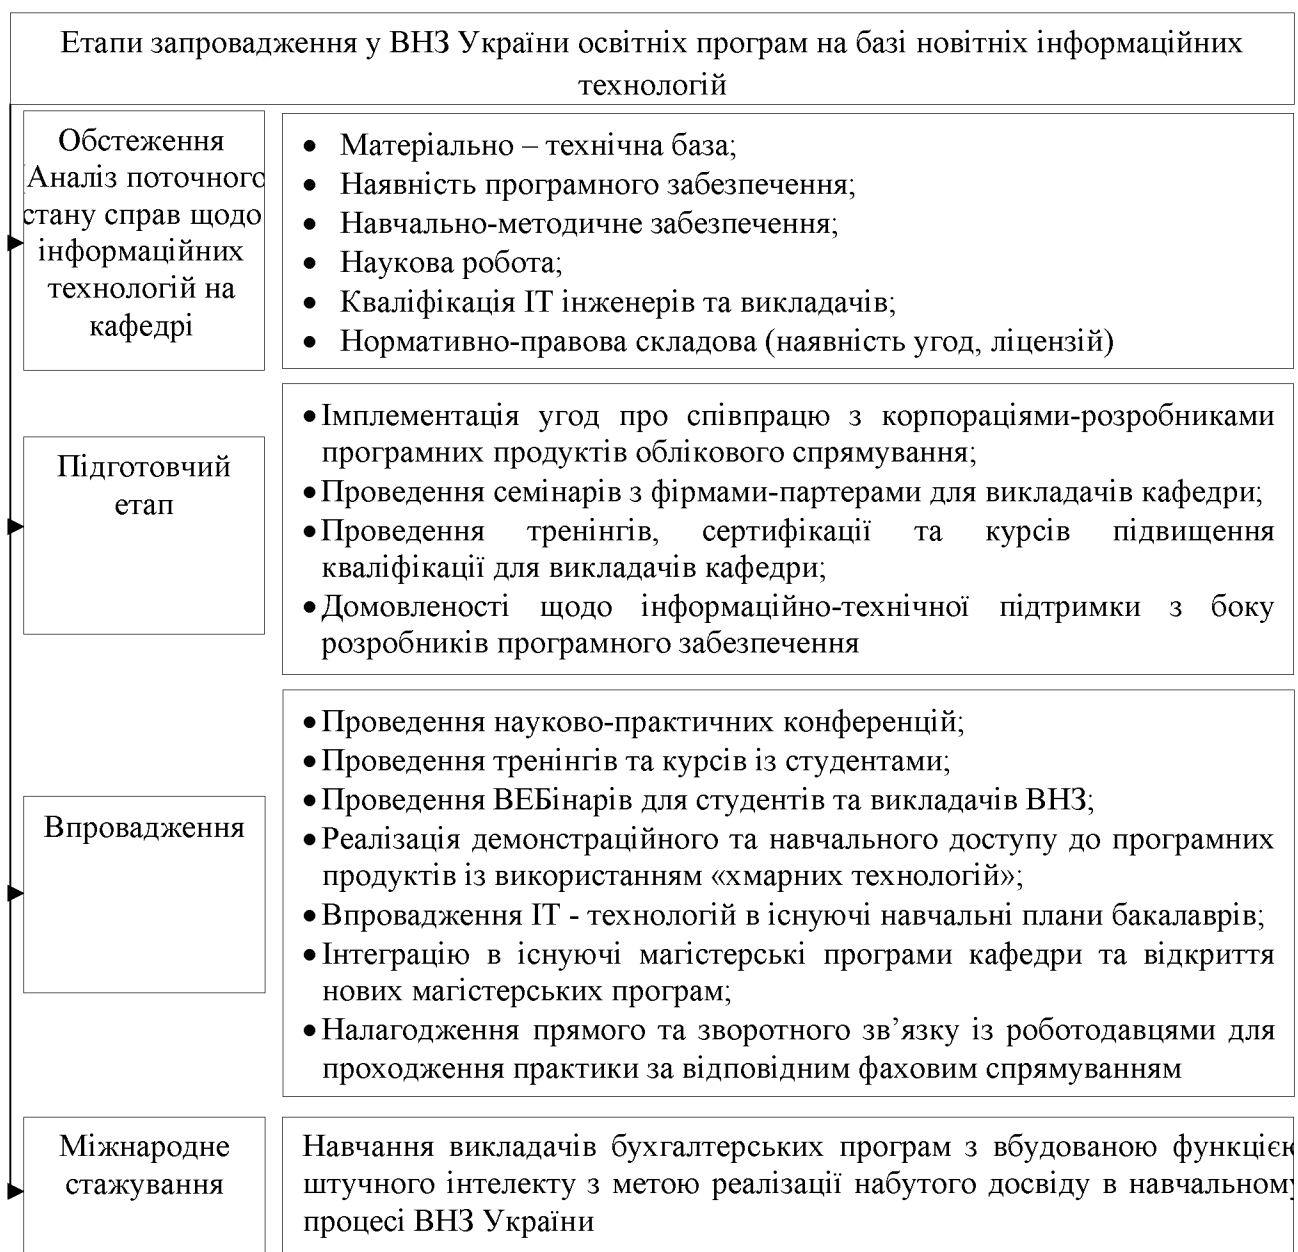 Етапи запровадження у ВНЗ України освітніх програм на базі новітніх інформаційних
технологій
Обстеження
Аналіз поточного
стану справ щодо
інформаційних
технологій на
кафедрі
• Матеріально – технічна база;
• Наявність програмного забезпечення;
• Навчально-методичне забезпечення;
• Наукова робота;
• Кваліфікація ІТ інженерів та викладачів;
• Нормативно-правова складова (наявність угод, ліцензій)
Підготовчий
етап
• Імплементація угод про співпрацю з корпораціями-розробниками
програмних продуктів облікового спрямування;
• Проведення семінарів з фірмами-партерами для викладачів кафедри;
• Проведення тренінгів, сертифікації та курсів підвищення
кваліфікації для викладачів кафедри;
• Домовленості щодо інформаційно-технічної підтримки з боку
розробників програмного забезпечення
Впровадження
• Проведення науково-практичних конференцій;
• Проведення тренінгів та курсів із студентами;
• Проведення ВЕБінарів для студентів та викладачів ВНЗ;
• Реалізація демонстраційного та навчального доступу до програмних
продуктів із використанням «хмарних технологій»;
• Впровадження ІТ - технологій в існуючі навчальні плани бакалаврів;
• Інтеграцію в існуючі магістерські програми кафедри та відкриття
нових магістерських програм;
• Налагодження прямого та зворотного зв’язку із роботодавцями для
проходження практики за відповідним фаховим спрямуванням
Міжнародне
стажування
Навчання викладачів бухгалтерських програм з вбудованою функцією
штучного інтелекту з метою реалізації набутого досвіду в навчальному
процесі ВНЗ України